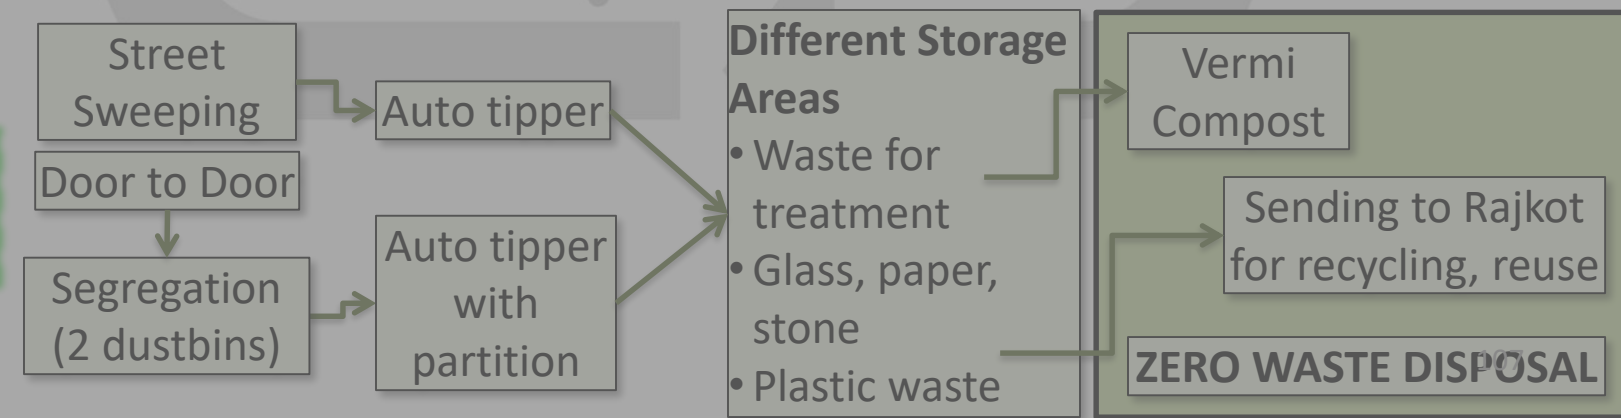 Street
Sweeping
Door to Door
Segregation
(2 dustbins)
Auto tipper
Auto tipper
with
partition
Different Storage
Areas
• Waste for
treatment
• Glass, paper,
stone
• Plastic waste
Vermi
Compost
Sending to Rajkot
for recycling, reuse
ZERO WASTE DISPOSAL
107